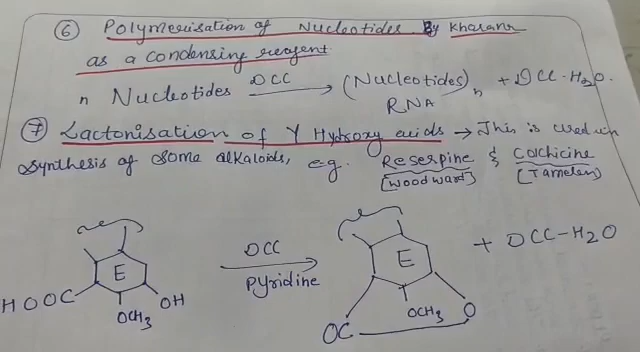 ⑥ Polymerisation of Nucleotides By Kharanr
as a condensing reagent
n Nucleotides DCC → (Nucleotides)n + DCC-H2O.
RNA
⑦ Lactonisation of γ Hydroxy acids → This is used in
synthesis of some alkaloids, eg. Reserpine & Colchicine
[Woodward] [Tamelen]
E DCC E + DCC-H2O
HOOC OH Pyridine
OCH3 OCH3 O
OC